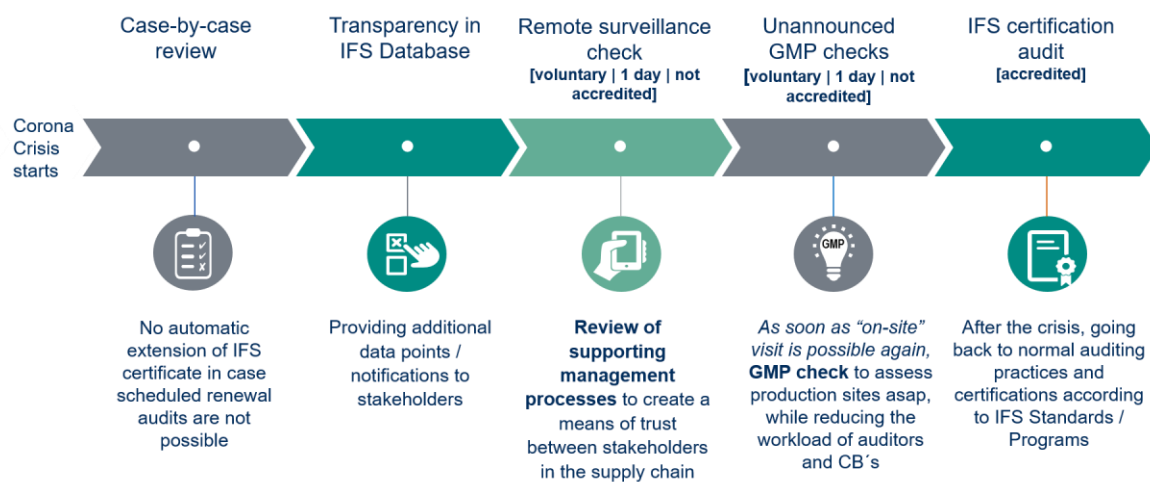 Corona
Crisis
starts
Case-by-case
review
No automatic
extension of IFS
certificate in case
scheduled renewal
audits are not
possible
Transparency in
IFS Database
Providing additional
data points /
notifications to
stakeholders
Remote surveillance
check
[voluntary | 1 day | not
accredited]
Review of
supporting
management
processes to create a
means of trust
between stakeholders
in the supply chain
Unannounced
GMP checks
[voluntary | 1 day | not
accredited]
GMP
As soon as “on-site”
visit is possible again,
GMP check to assess
production sites asap,
while reducing the
workload of auditors
and CB´s
IFS certification
audit
[accredited]
After the crisis, going
back to normal auditing
practices and
certifications according
to IFS Standards /
Programs